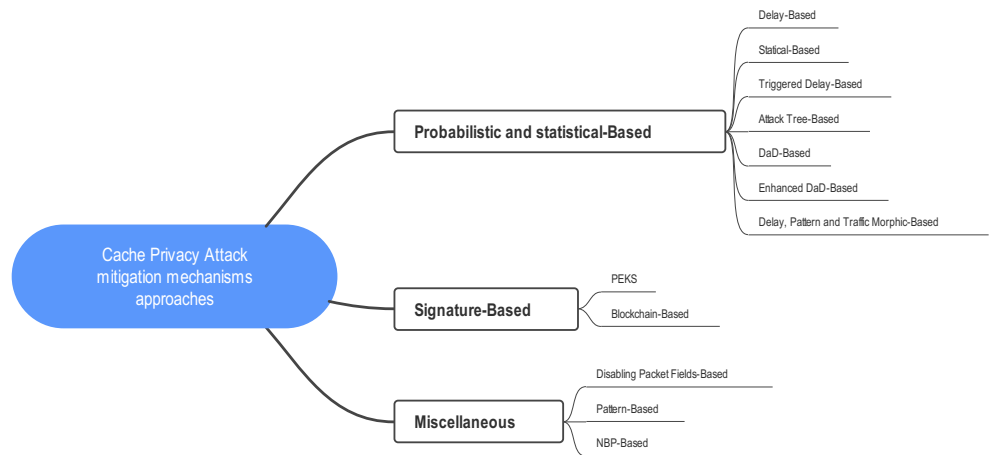 Cache Privacy Attack
mitigation mechanisms
approaches
Probabilistic and statistical-Based
Delay-Based
Statical-Based
Triggered Delay-Based
Attack Tree-Based
DaD-Based
Enhanced DaD-Based
Delay, Pattern and Traffic Morphic-Based
Signature-Based
PEKS
Blockchain-Based
Miscellaneous
Disabling Packet Fields-Based
Pattern-Based
NBP-Based